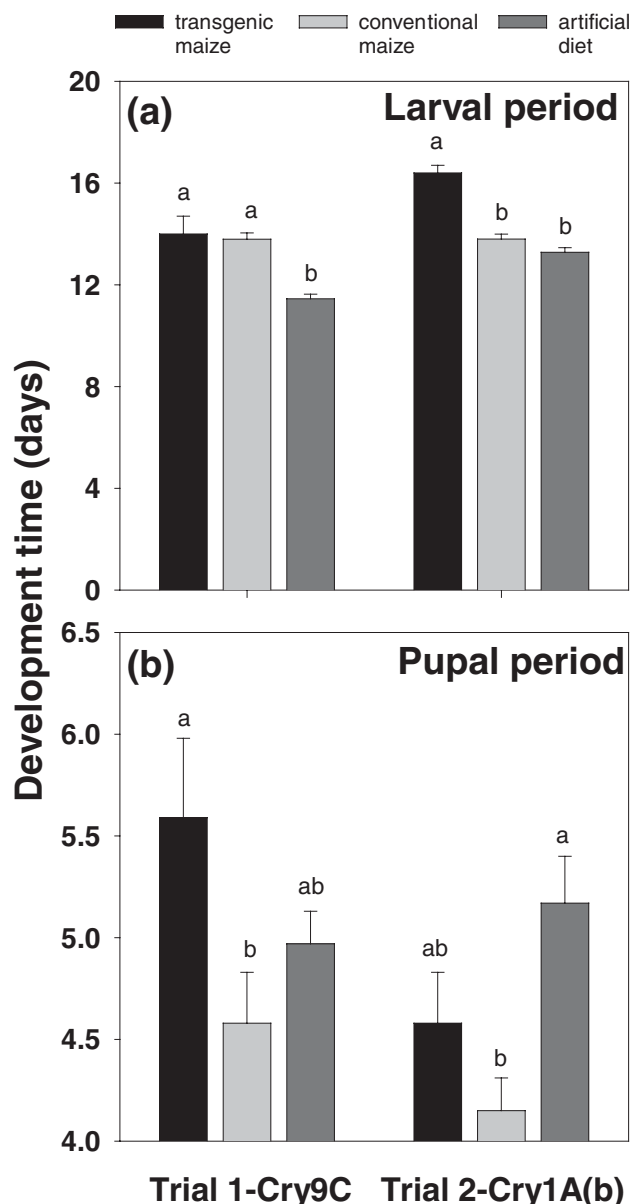 transgenic maize
conventional maize
artificial diet
(a)
Larval period
20
16
12
8
4
0
a
a
b
a
b
b
Development time (days)
(b)
Pupal period
6.5
6.0
5.5
5.0
4.5
4.0
a
b
ab
ab
b
a
Trial 1-Cry9C
Trial 2-Cry1A(b)